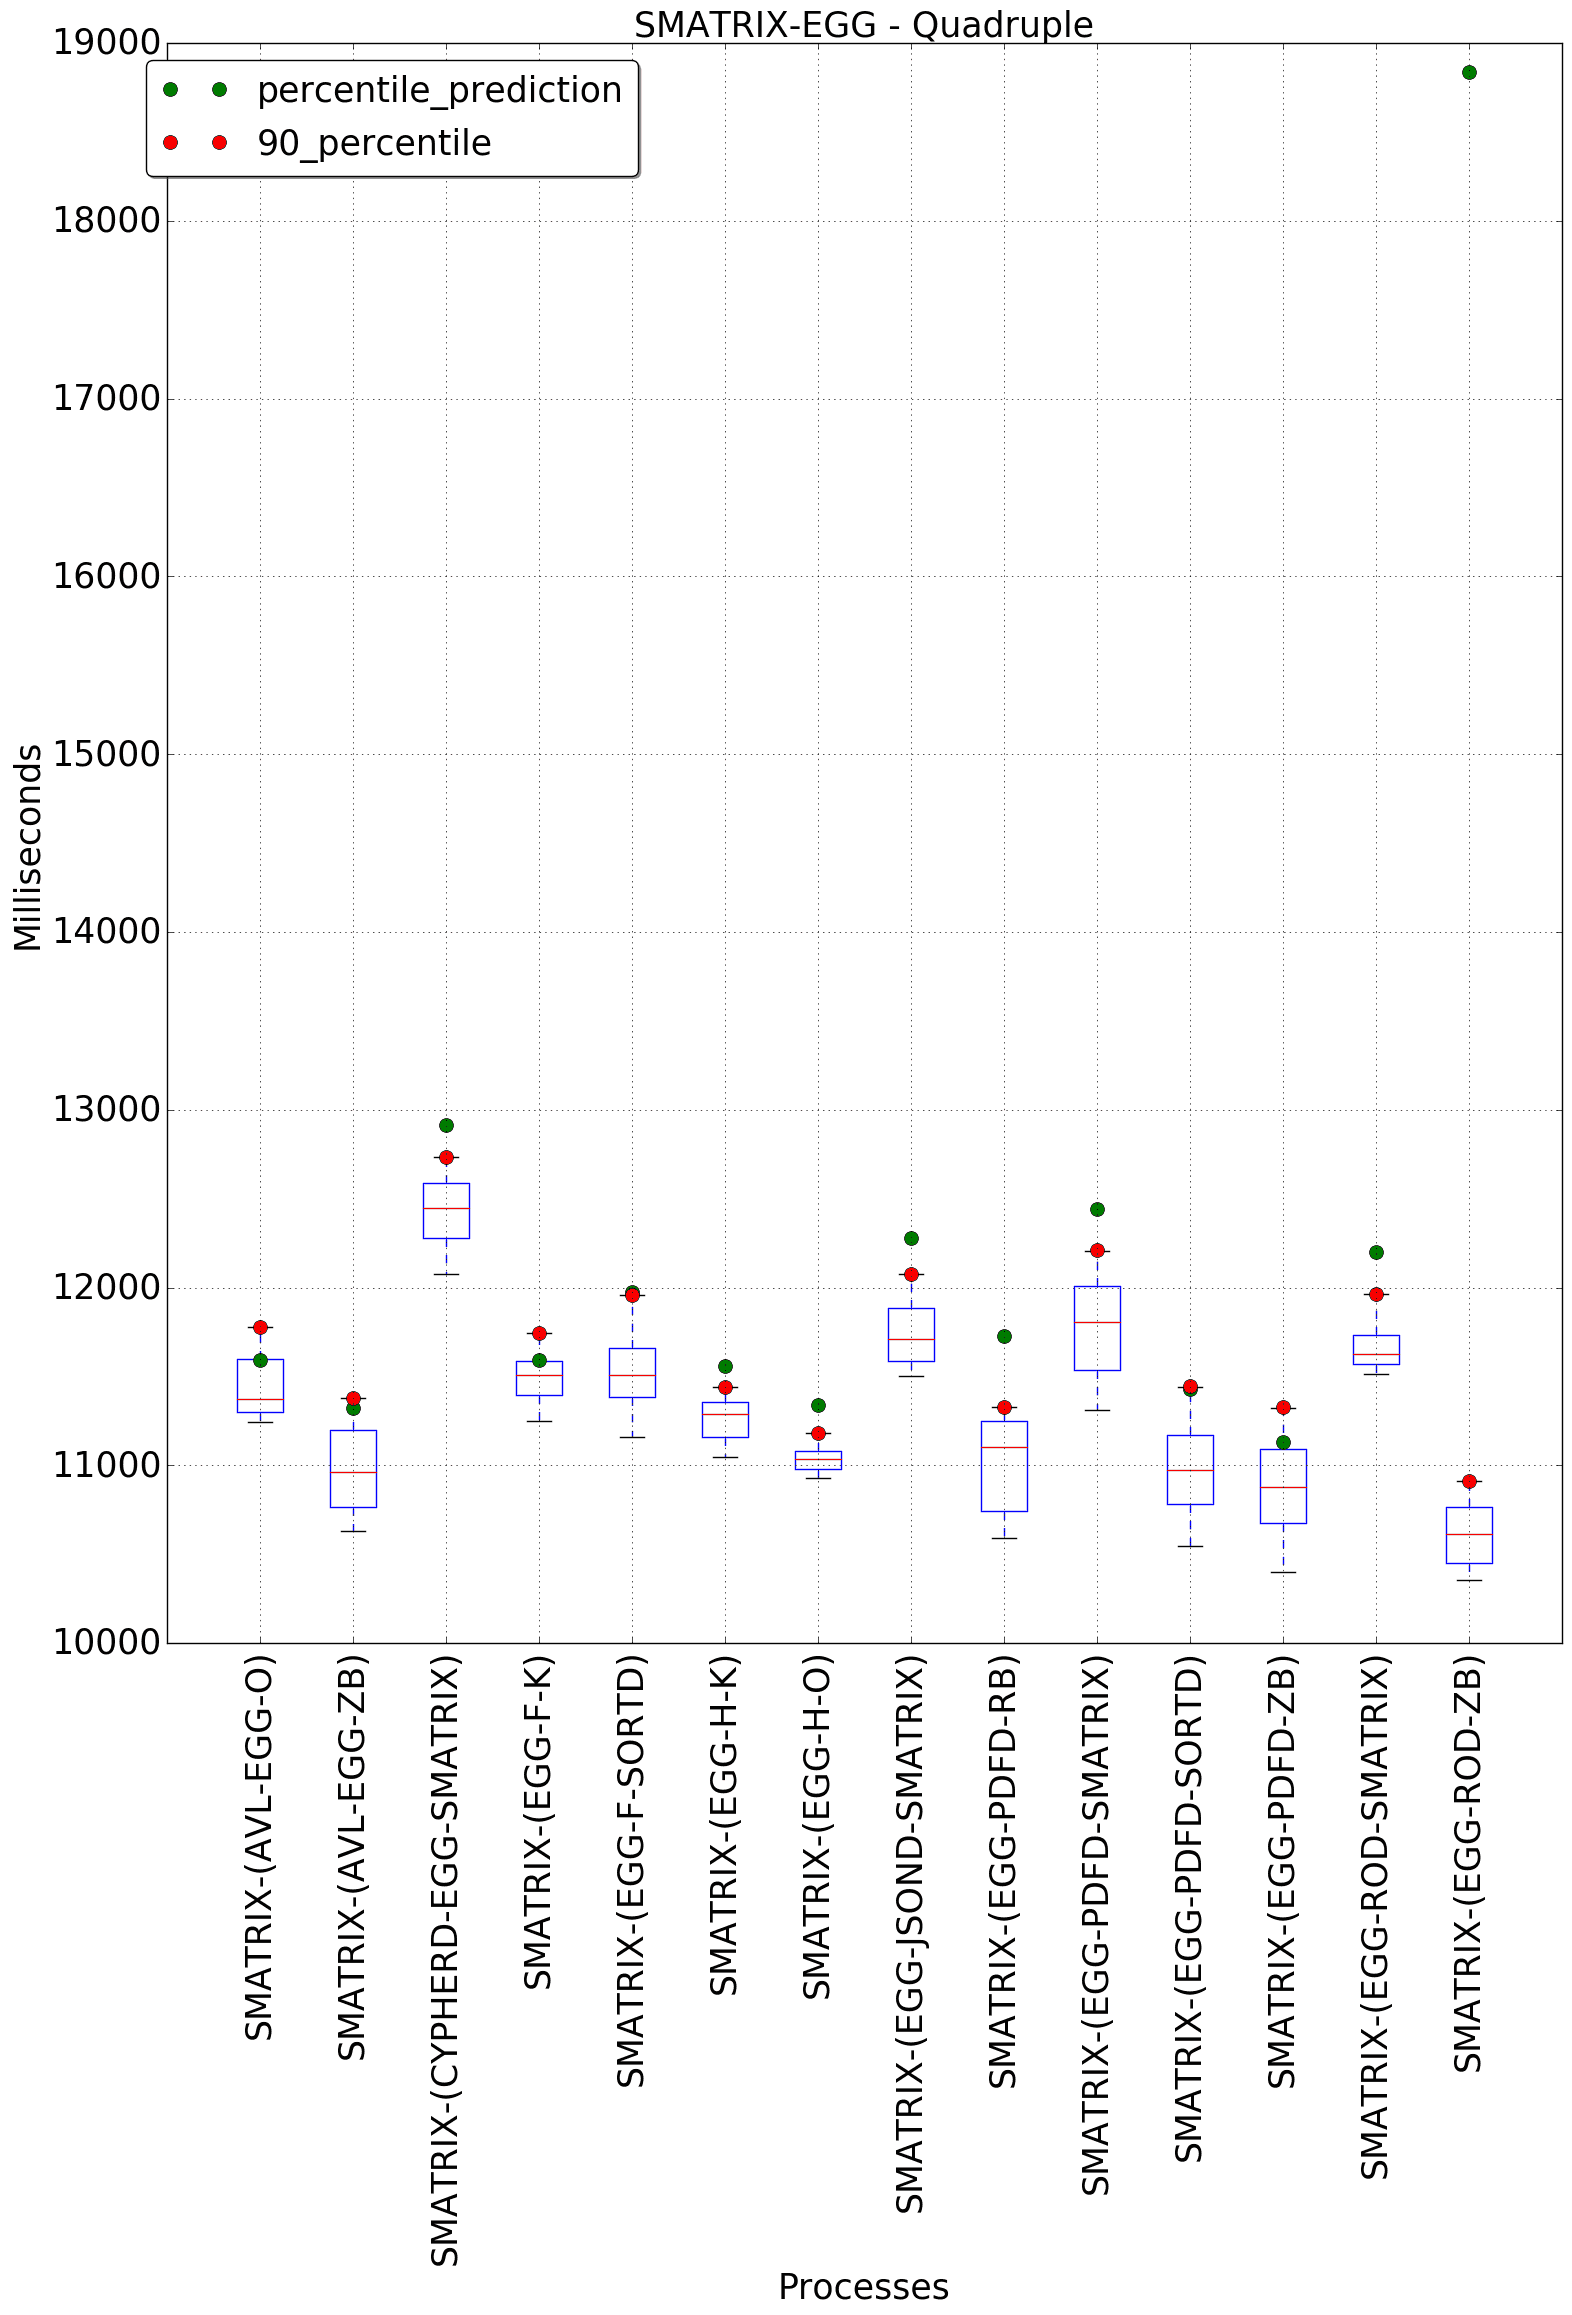 SMATRIX-EGG - Quadruple
percentile_prediction
90_percentile
19000
18000
17000
16000
15000
14000
13000
12000
11000
10000
Milliseconds
SMATRIX-(AVL-EGG-O)
SMATRIX-(AVL-EGG-ZB)
SMATRIX-(CYPHERD-EGG-SMATRIX)
SMATRIX-(EGG-F-K)
SMATRIX-(EGG-F-SORTD)
SMATRIX-(EGG-H-K)
SMATRIX-(EGG-H-O)
SMATRIX-(EGG-JSOND-SMATRIX)
SMATRIX-(EGG-PDFD-RB)
SMATRIX-(EGG-PDFD-SMATRIX)
SMATRIX-(EGG-PDFD-SORTD)
SMATRIX-(EGG-PDFD-ZB)
SMATRIX-(EGG-ROD-SMATRIX)
SMATRIX-(EGG-ROD-ZB)
Processes